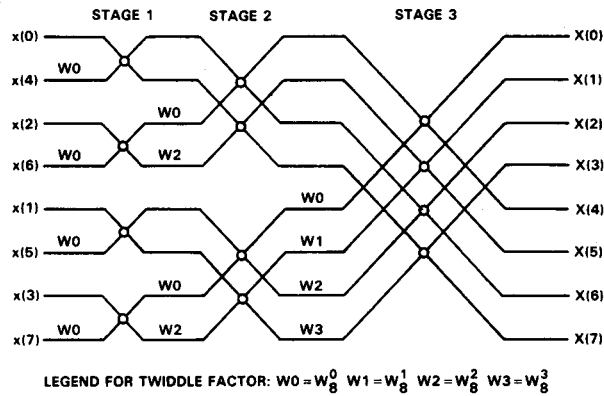 STAGE 1 STAGE 2 STAGE 3
x(0) X(0)
W0
x(4) X(1)
W0
x(2) X(2)
W0 W2
x(6) X(3)
W0
x(1) X(4)
W0 W1
x(5) X(5)
W0 W2
x(3) X(6)
W0 W2 W3
x(7) X(7)
LEGEND FOR TWIDDLE FACTOR: W0 = W₈⁰ W1 = W₈¹ W2 = W₈² W3 = W₈³